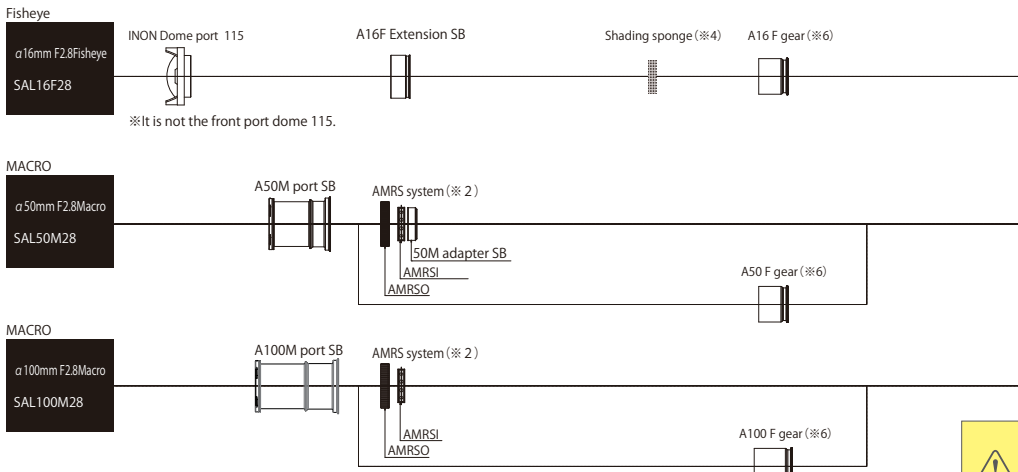 Fisheye
α16mm F2.8Fisheye
SAL16F28
INON Dome port 115
A16F Extension SB
Shading sponge(※4)
A16 F gear(※6)
※It is not the front port dome 115.
MACRO
α50mm F2.8Macro
SAL50M28
A50M port SB
AMRS system(※2)
50M adapter SB
AMRSI
AMRSO
A50 F gear(※6)
MACRO
α100mm F2.8Macro
SAL100M28
A100M port SB
AMRS system(※2)
AMRSI
AMRSO
A100 F gear(※6)